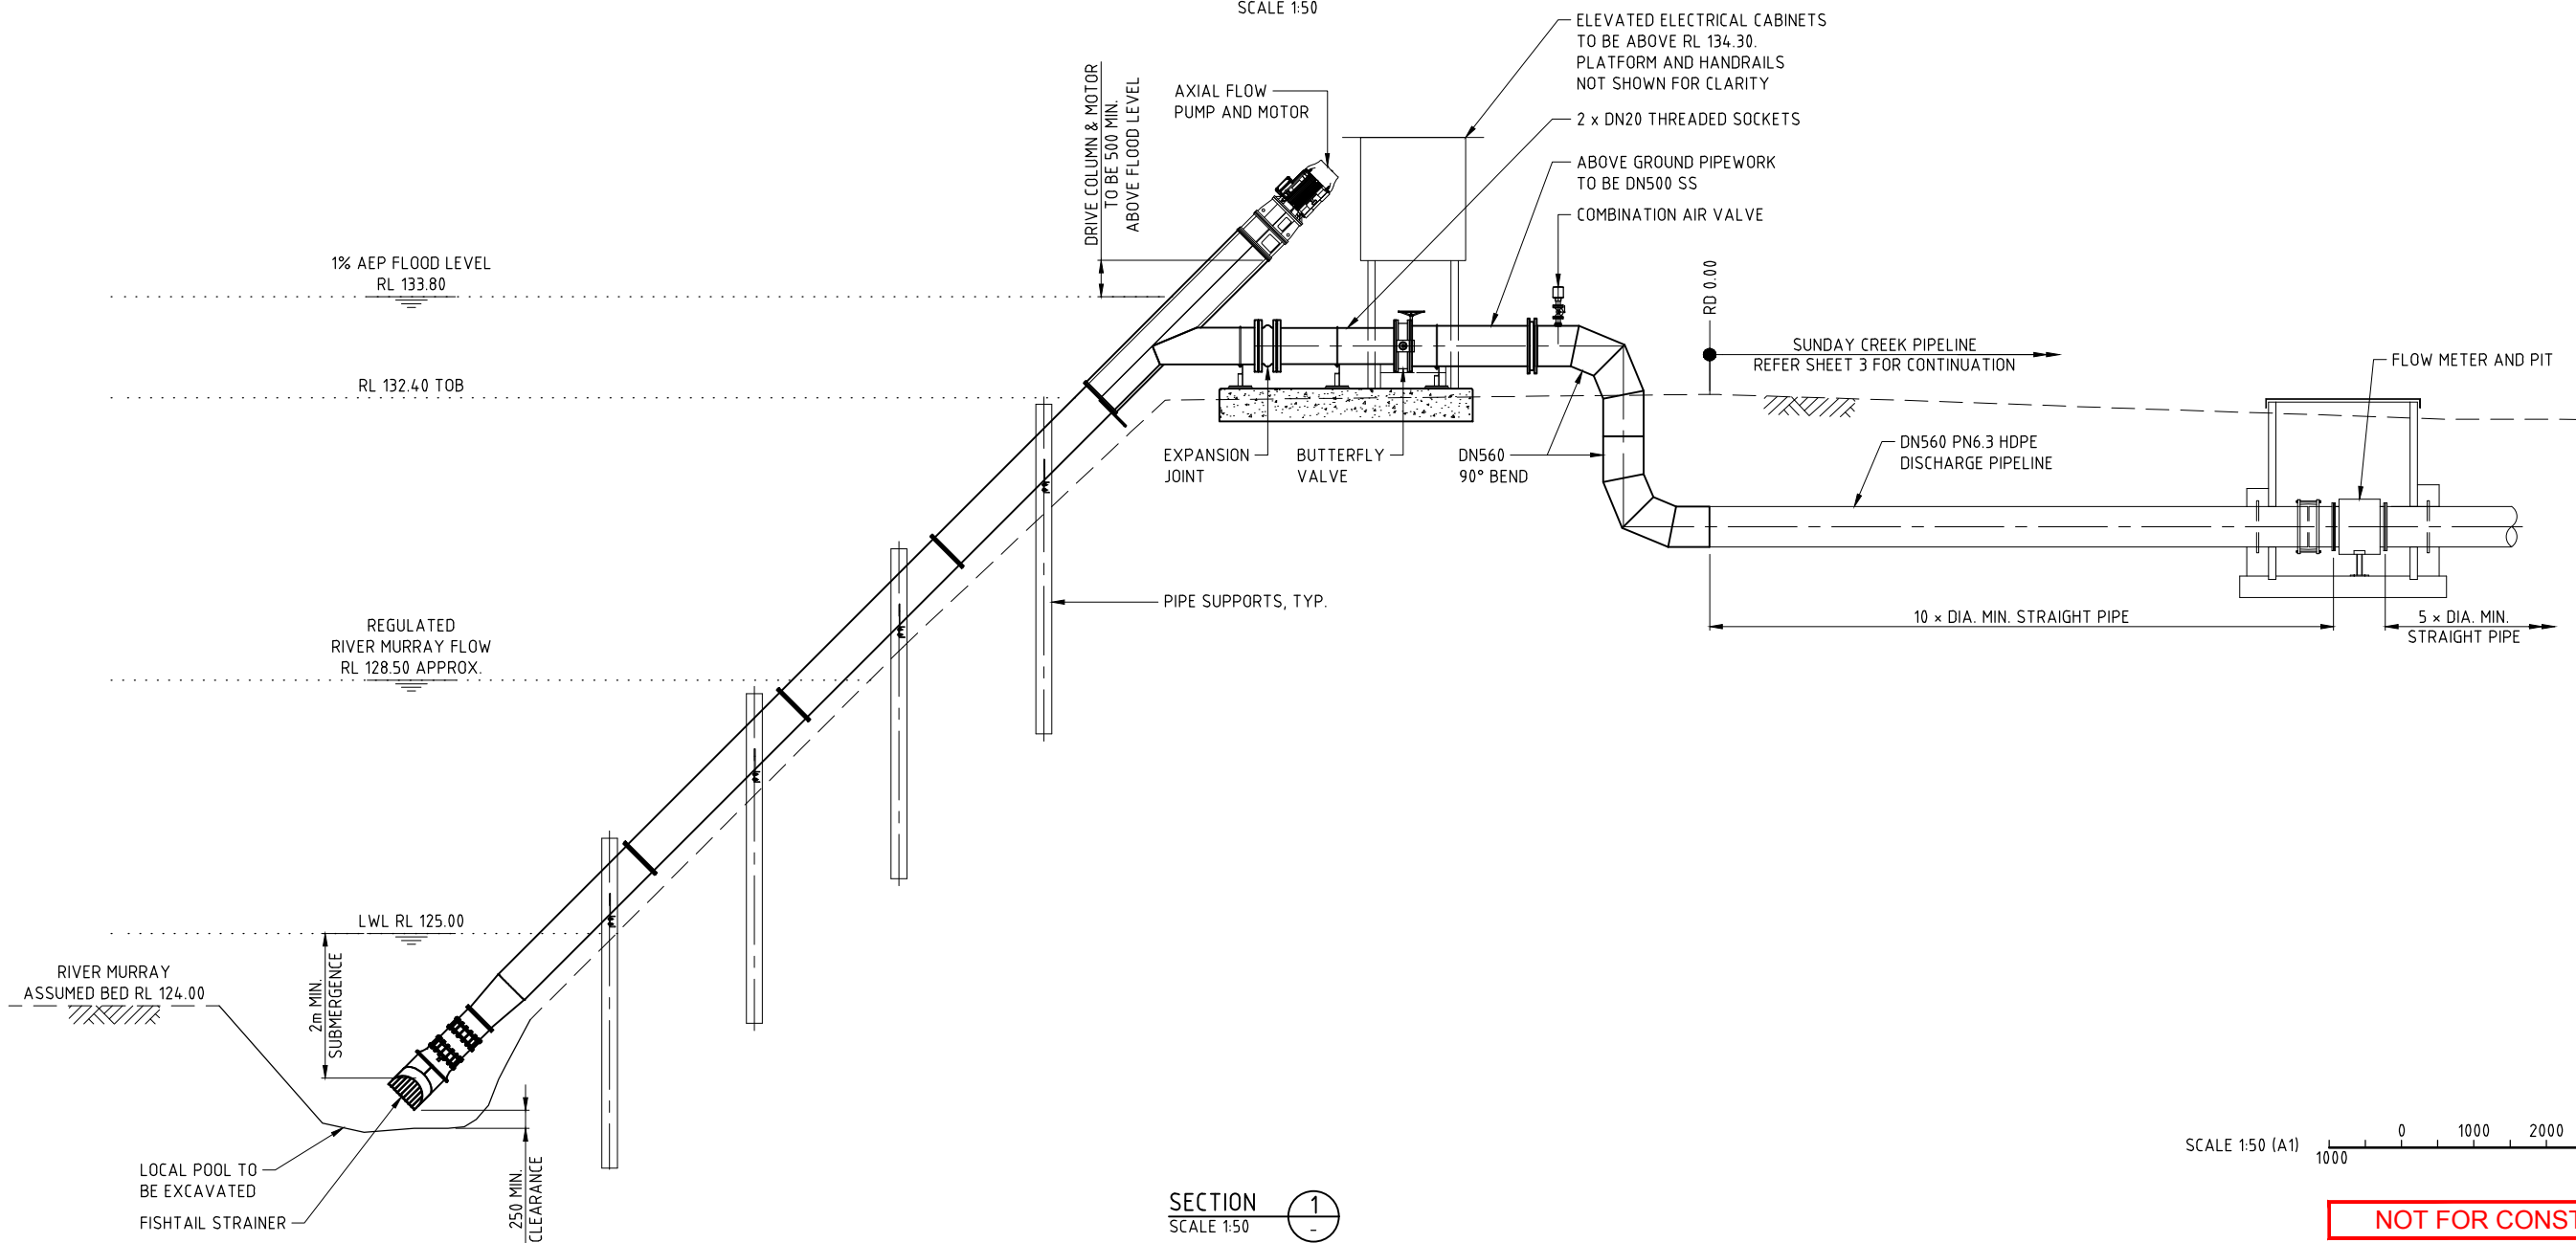 SCALE 1:50
ELEVATED ELECTRICAL CABINETS
TO BE ABOVE RL 134.30.
PLATFORM AND HANDRAILS
NOT SHOWN FOR CLARITY
DRIVE COLUMN & MOTOR
TO BE 500 MIN.
ABOVE FLOOD LEVEL
AXIAL FLOW
PUMP AND MOTOR
2 x DN20 THREADED SOCKETS
ABOVE GROUND PIPEWORK
TO BE DN500 SS
COMBINATION AIR VALVE
1% AEP FLOOD LEVEL
RL 133.80
RD 0.00
SUNDAY CREEK PIPELINE
REFER SHEET 3 FOR CONTINUATION
FLOW METER AND PIT
RL 132.40 TOB
EXPANSION
JOINT
BUTTERFLY
VALVE
DN560
90° BEND
DN560 PN6.3 HDPE
DISCHARGE PIPELINE
PIPE SUPPORTS, TYP.
10 × DIA. MIN. STRAIGHT PIPE
5 × DIA. MIN.
STRAIGHT PIPE
REGULATED
RIVER MURRAY FLOW
RL 128.50 APPROX.
LWL RL 125.00
RIVER MURRAY
ASSUMED BED RL 124.00
2m MIN.
SUBMERGENCE
LOCAL POOL TO
BE EXCAVATED
FISHTAIL STRAINER
250 MIN.
CLEARANCE
SECTION
SCALE 1:50
1
-
SCALE 1:50 (A1)
1000
0
1000
2000
NOT FOR CONST